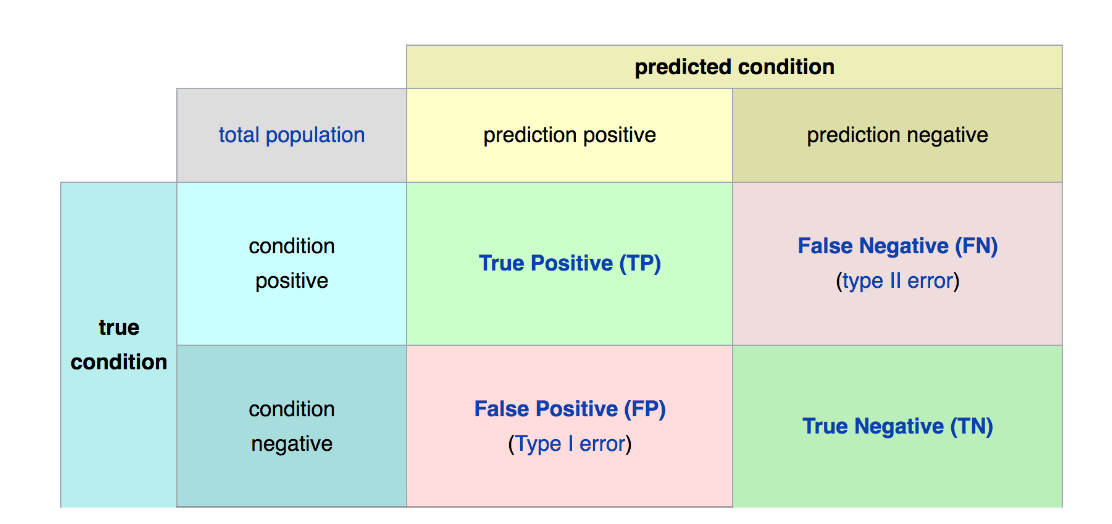 predicted condition
total population
prediction positive
prediction negative
true
condition
condition
positive
True Positive (TP)
False Negative (FN)
(type II error)
condition
negative
False Positive (FP)
(Type I error)
True Negative (TN)